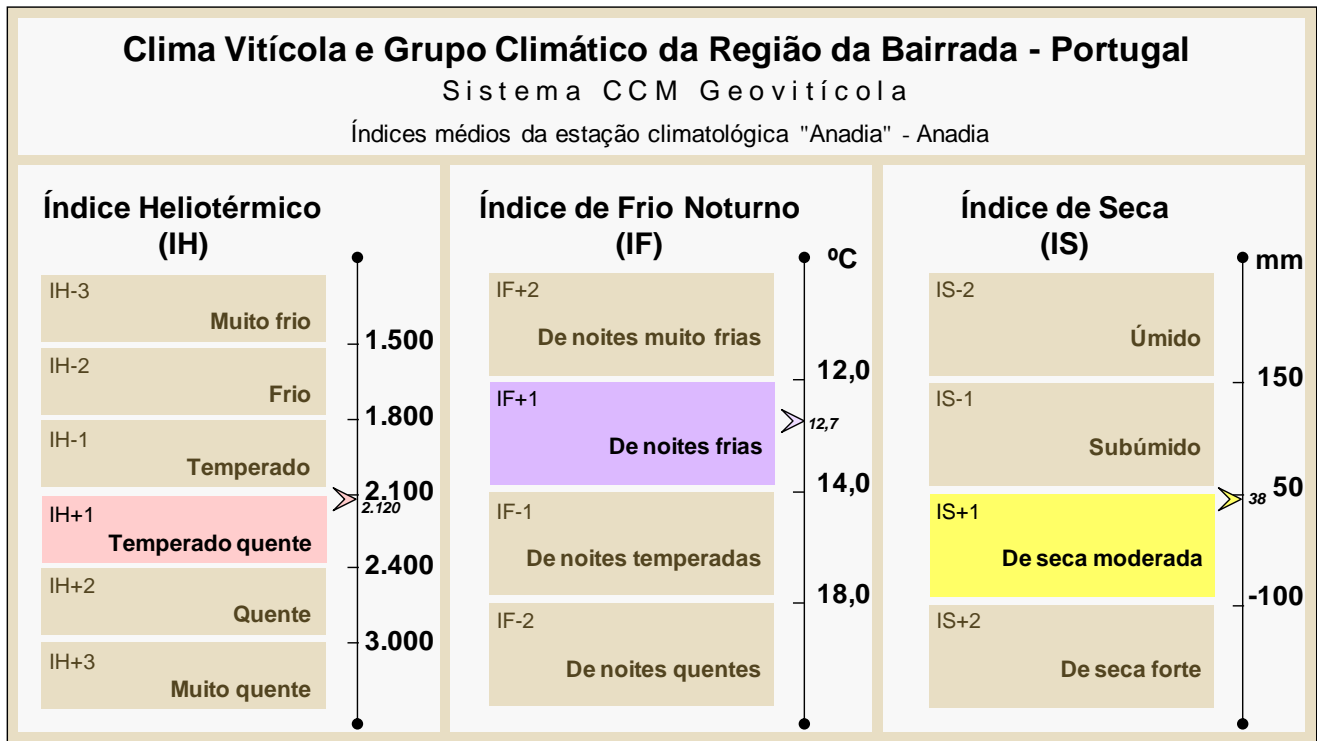 Clima Vitícola e Grupo Climático da Região da Bairrada - Portugal
Sistema CCM Geovitícola
Índices médios da estação climatológica "Anadia" - Anadia
Índice Heliotérmico
(IH)
IH-3
Muito frio
1.500
IH-2
Frio
1.800
IH-1
Temperado
2.100
2.120
IH+1
Temperado quente
2.400
IH+2
Quente
3.000
IH+3
Muito quente
Índice de Frio Noturno
(IF)
ºC
IF+2
De noites muito frias
12,0
IF+1
12,7
De noites frias
14,0
IF-1
De noites temperadas
18,0
IF-2
De noites quentes
Índice de Seca
(IS)
mm
IS-2
Úmido
150
IS-1
Subúmido
50
38
IS+1
De seca moderada
-100
IS+2
De seca forte